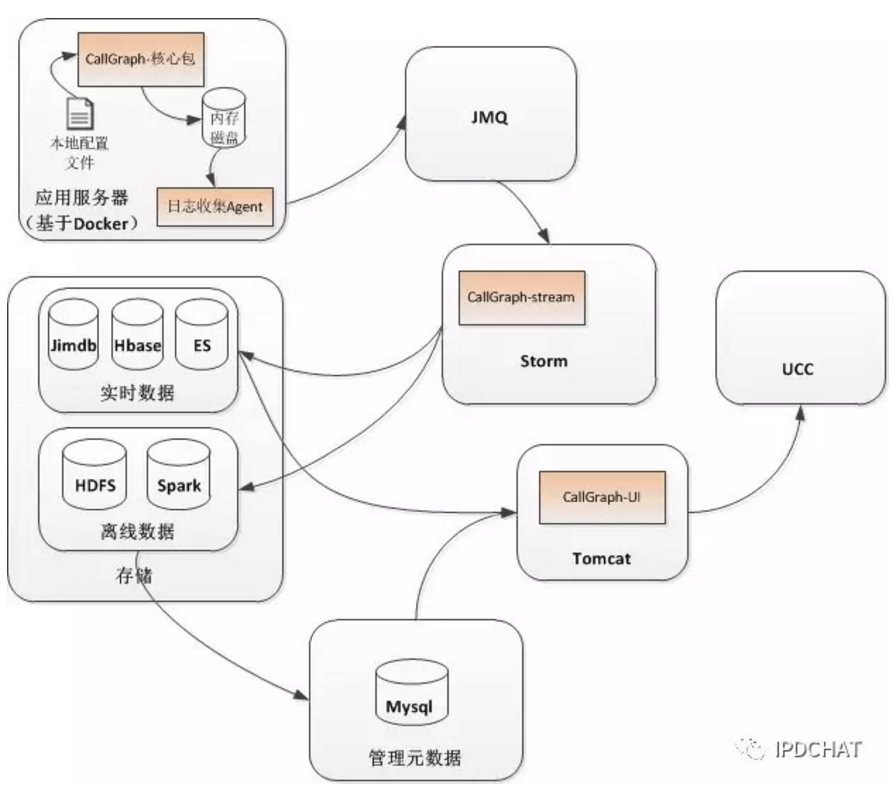 CallGraph-核心包
内存
磁盘
本地配置
文件
应用服务器
（基于Docker）
日志收集Agent
JMQ
CallGraph-stream
Storm
UCC
Jimdb
Hbase
ES
实时数据
HDFS
Spark
离线数据
存储
CallGraph-UI
Tomcat
Mysql
管理元数据
IPDCHAT